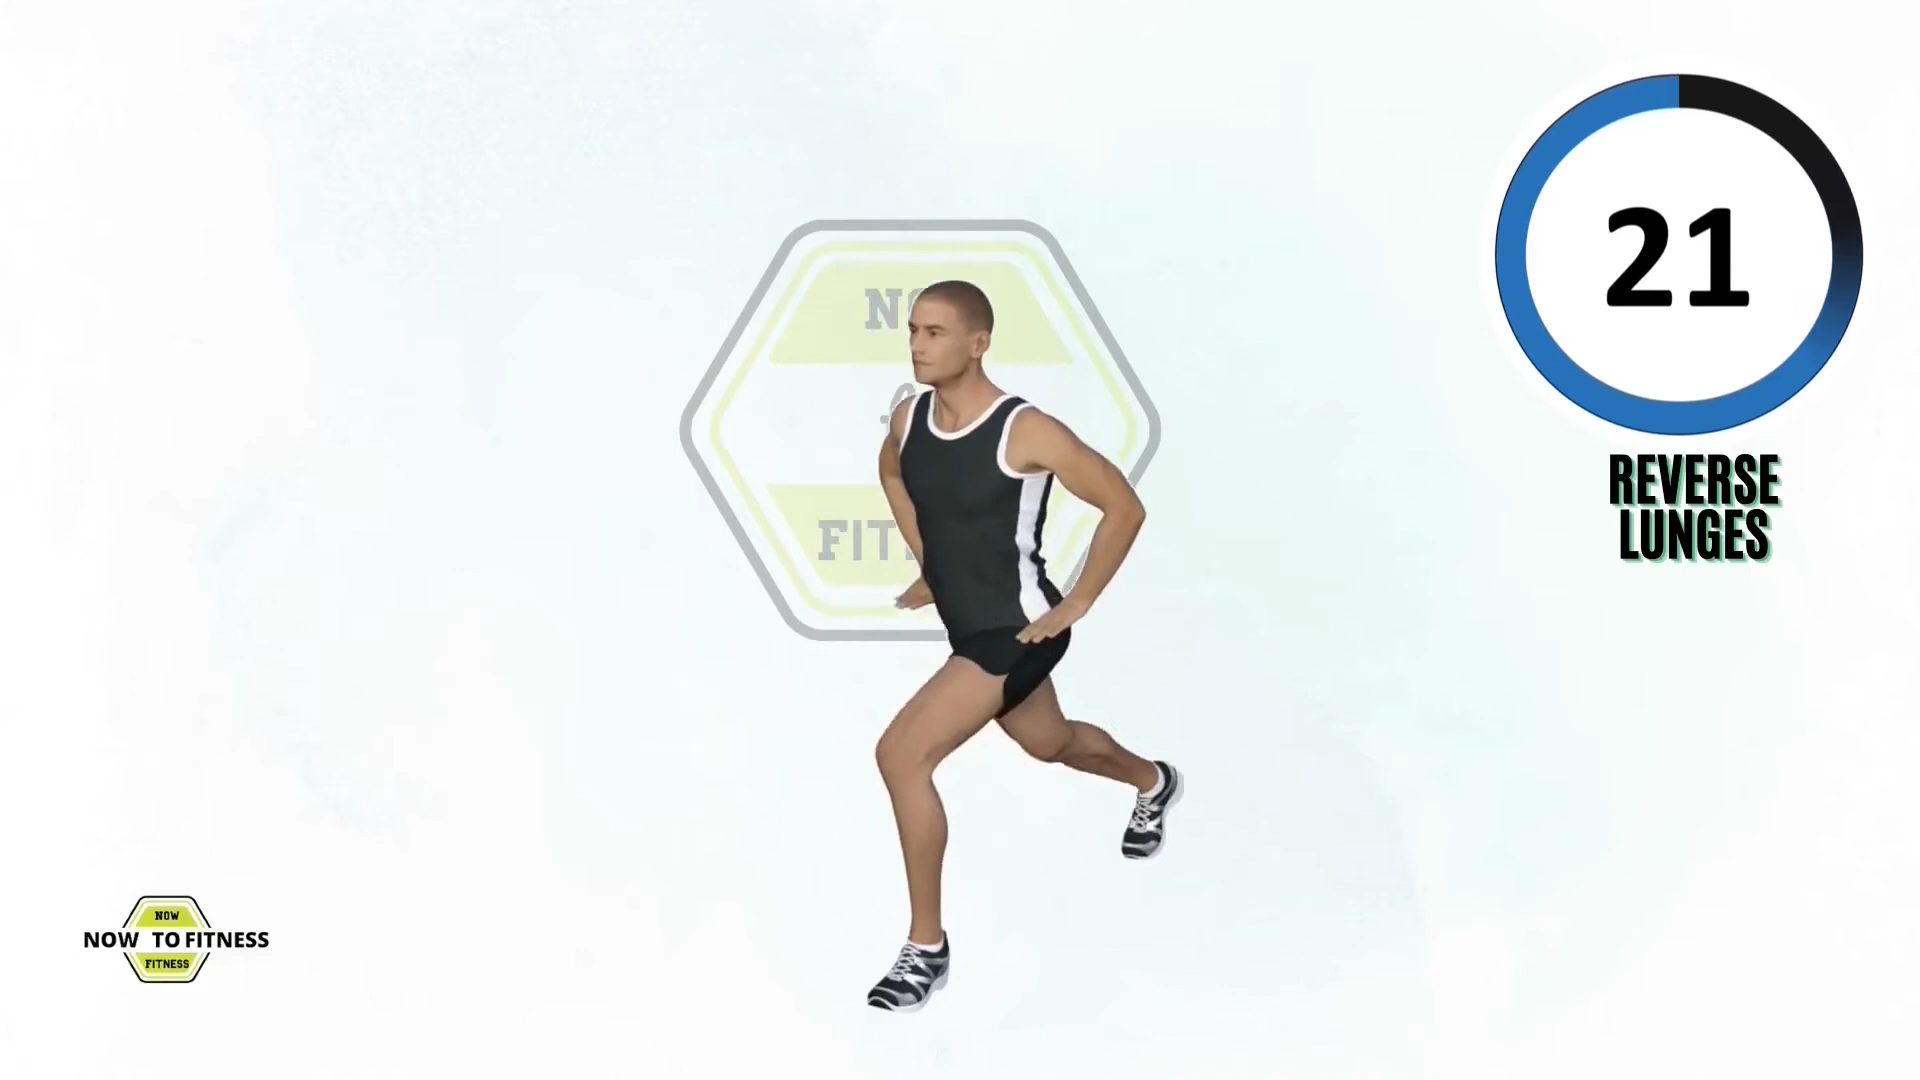 21
REVERSE
LUNGES
NOW
NOW TO FITNESS
FITNESS